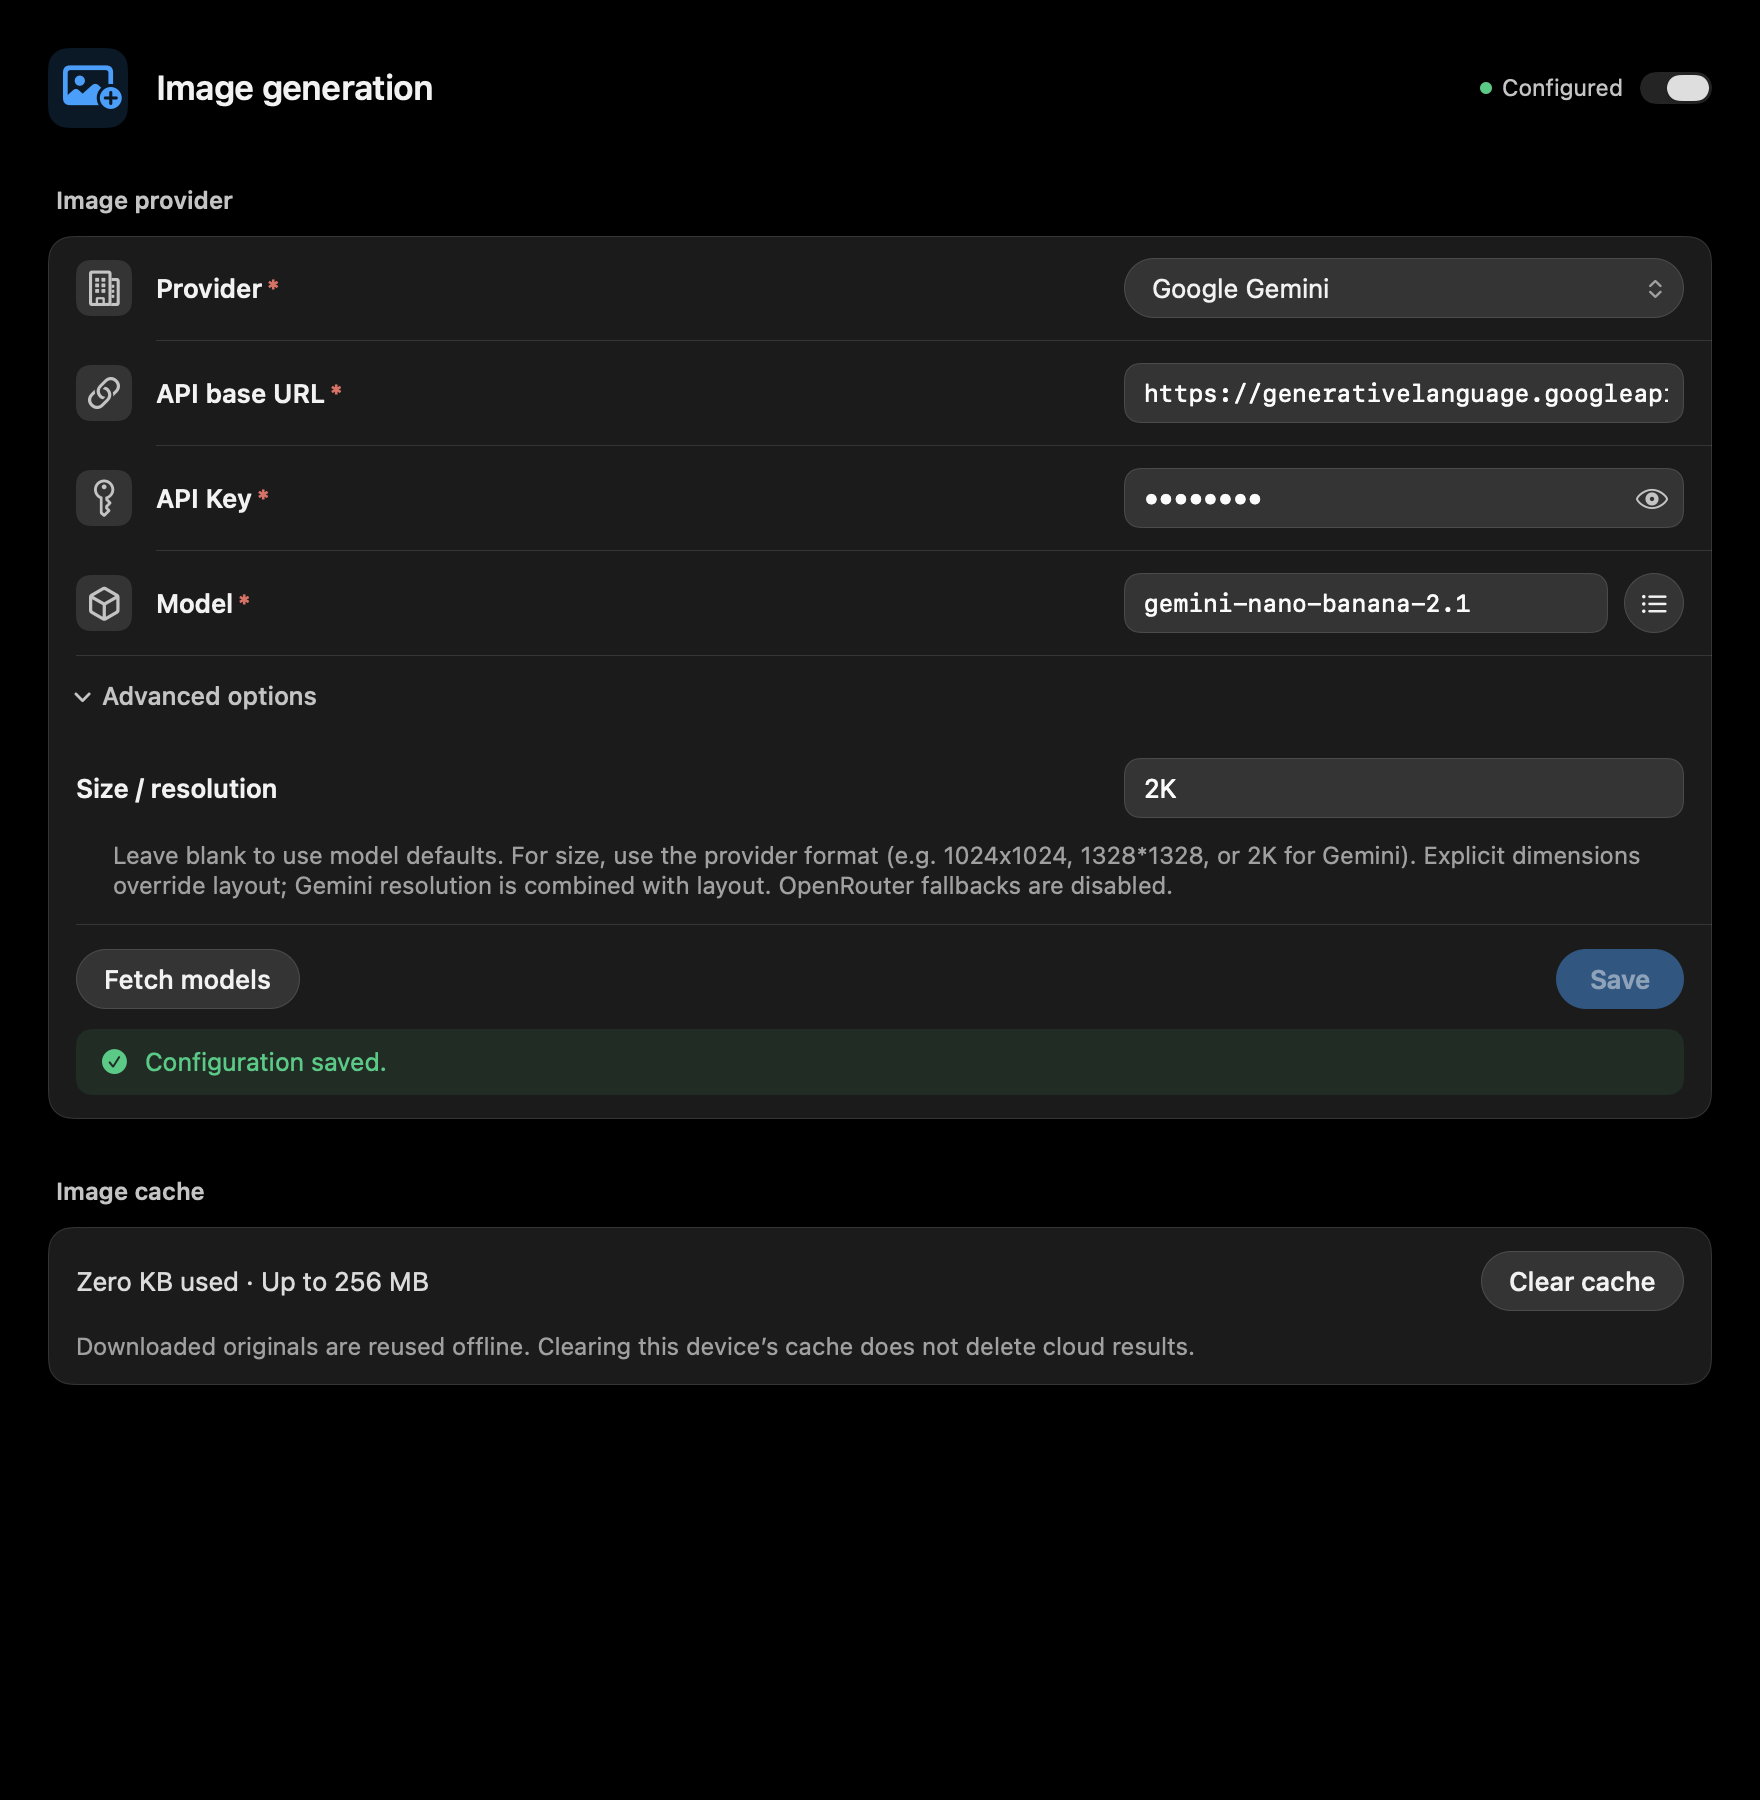 Image generation
Configured
Image provider
Provider *
Google Gemini
API base URL *
https://generativelanguage.googleapi
API Key *
••••••••
Model *
gemini-nano-banana-2.1
Advanced options
Size / resolution
2K
Leave blank to use model defaults. For size, use the provider format (e.g. 1024x1024, 1328*1328, or 2K for Gemini). Explicit dimensions
override layout; Gemini resolution is combined with layout. OpenRouter fallbacks are disabled.
Fetch models
Save
Configuration saved.
Image cache
Zero KB used · Up to 256 MB
Clear cache
Downloaded originals are reused offline. Clearing this device’s cache does not delete cloud results.